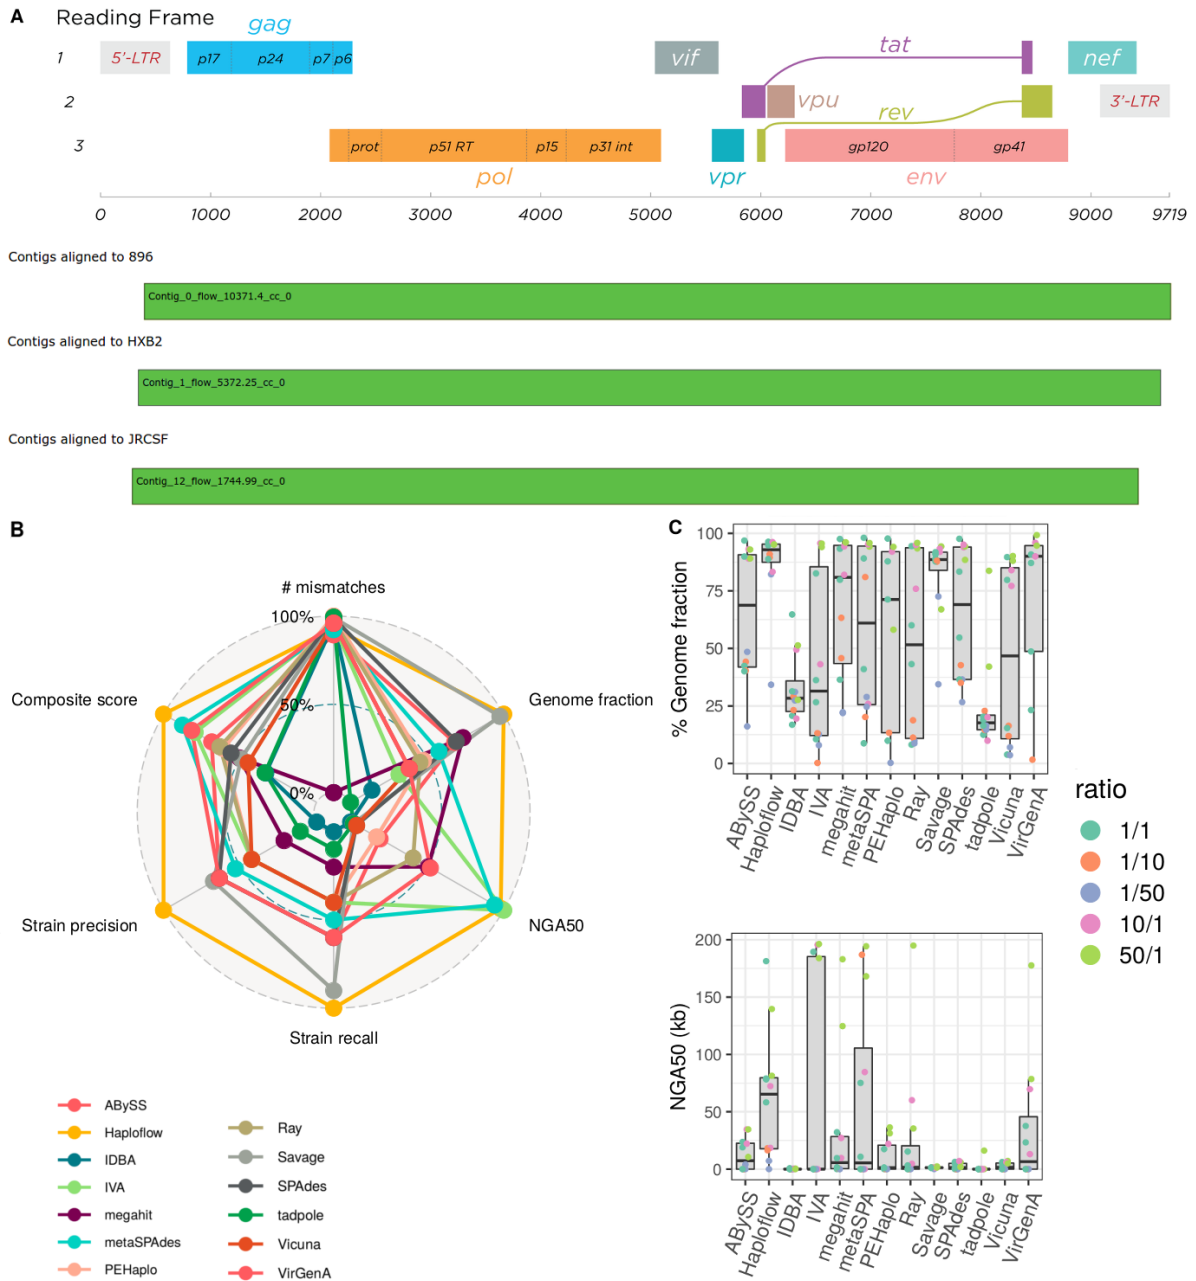 A
Reading Frame
gag
1
5'-LTR
p17
p24
p7
p6
vif
tat
nef
2
vpu
rev
3'-LTR
3
prot
p51 RT
p15
p31 int
gp120
gp41
pol
vpr
env
0
1000
2000
3000
4000
5000
6000
7000
8000
9000
9719
Contigs aligned to 896
Contig_0_flow_10371.4_cc_0
Contigs aligned to HXB2
Contig_1_flow_5372.25_cc_0
Contigs aligned to JRCSF
Contig_12_flow_1744.99_cc_0
B
# mismatches
100%
50%
0%
Composite score
Genome fraction
Strain precision
NGA50
Strain recall
ABySS
Haploflow
IDBA
IVA
megahit
metaSPAdes
PEHaplo
Ray
Savage
SPAdes
tadpole
Vicuna
VirGenA
C
% Genome fraction
100
75
50
25
0
ABySS
Haploflow
IDBA
IVA
megahit
metaSPA
PEHaplo
Ray
Savage
SPAdes
tadpole
Vicuna
VirGenA
ratio
1/1
1/10
1/50
10/1
50/1
NGA50 (kb)
200
150
100
50
0
ABySS
Haploflow
IDBA
IVA
megahit
metaSPA
PEHaplo
Ray
Savage
SPAdes
tadpole
Vicuna
VirGenA